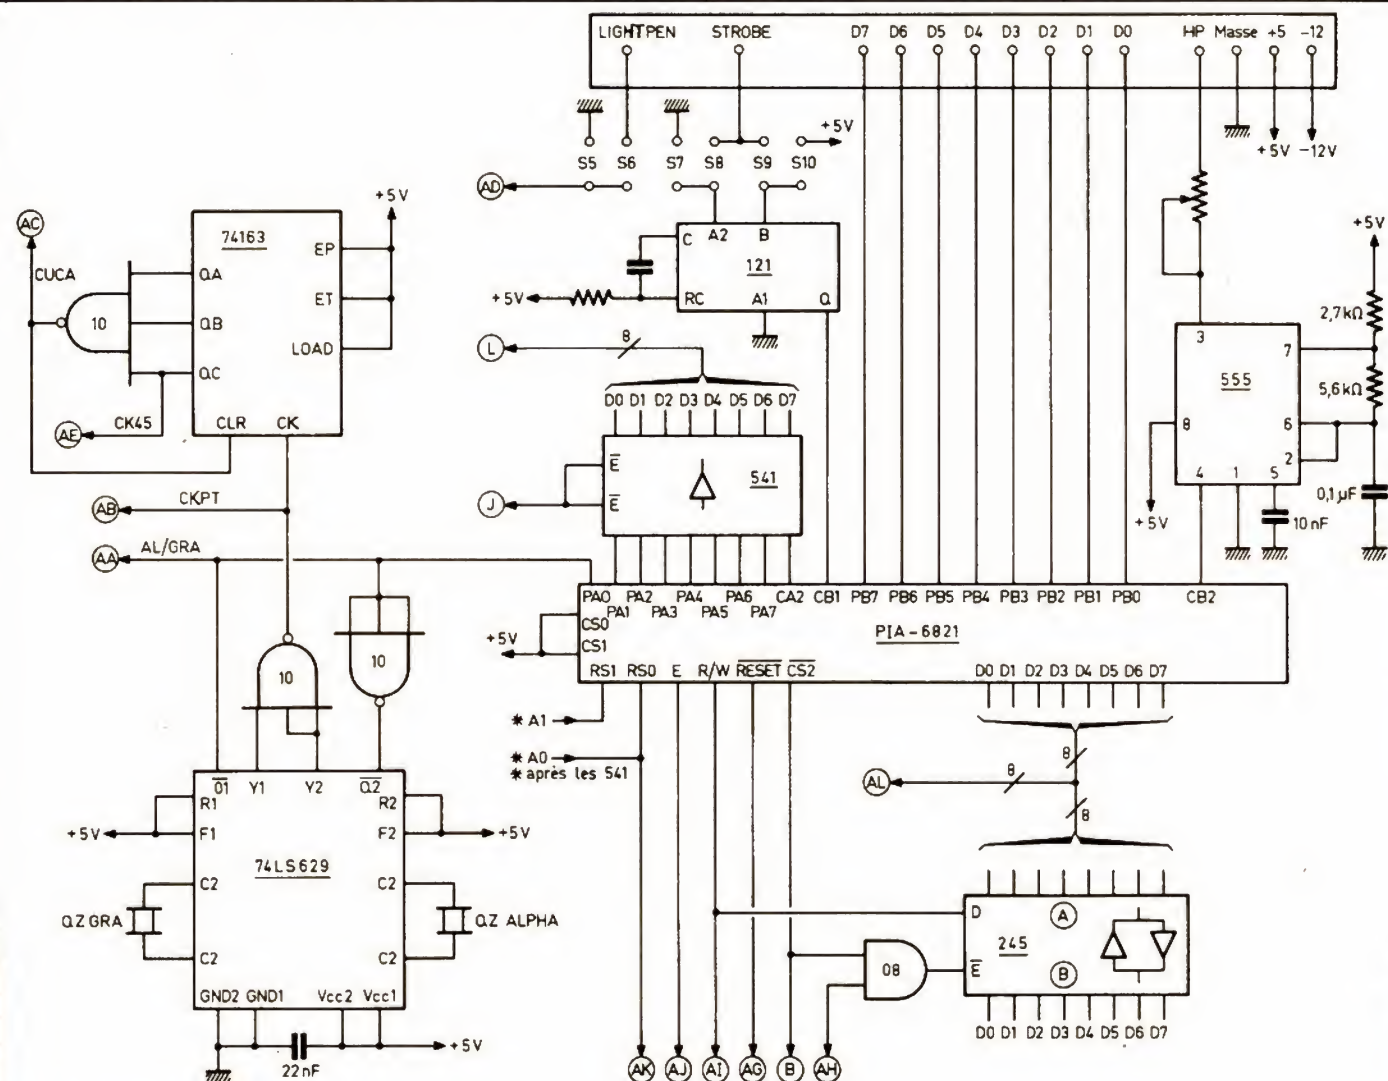 LIGHTPEN STROBE D7 D6 D5 D4 D3 D2 D1 D0 HP Masse +5 -12
+5V
+5V -12V
S5 S6 S7 S8 S9 S10
AD
AC
+5V
74163
EP
CUCA
QA
10
QB
ET
QC
LOAD
CK45
AE
CLR CK
C A2 B
121
+5V
RC A1 Q
L
8
+5V
2,7kΩ
3
7
555
5,6kΩ
8
6
2
4 1 5
0,1µF
+5V
10nF
D0 D1 D2 D3 D4 D5 D6 D7
E
541
E
J
AB
CKPT
AA
AL/GRA
PA0 PA2 PA4 PA6 CA2 CB1 PB7 PB6 PB5 PB4 PB3 PB2 PB1 PB0 CB2
PA1 PA3 PA5 PA7
CS0
+5V
CS1
PIA-6821
RS1 RS0 E R/W RESET CS2 D0 D1 D2 D3 D4 D5 D6 D7
10
10
* A1
* A0
* après les 541
AL
8
8
8
Q1 Y1 Y2 Q2
R1 R2
+5V
F1 F2
+5V
74LS629
C2 C2
QZ GRA
QZ ALPHA
C2 C2
GND2 GND1 Vcc2 Vcc1
+5V
22nF
D
A
245
08
E
B
D0 D1 D2 D3 D4 D5 D6 D7
AK AJ AI AG B AH